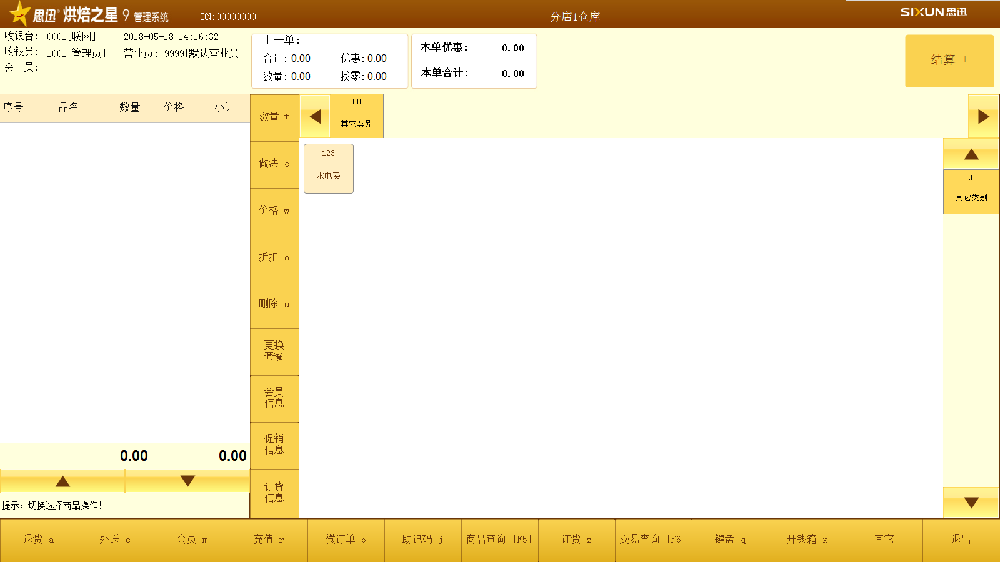 思迅® 烘焙之星 9 管理系统
DN:00000000
分店1仓库
SIXUN思迅
收银台: 0001[联网]
2018-05-18 14:16:32
收银员: 1001[管理员]
营业员: 9999[默认营业员]
会 员:
上一单:
合计: 0.00 优惠: 0.00
数量: 0.00 找零: 0.00
本单优惠: 0.00
本单合计: 0.00
结算 +
序号 品名 数量 价格 小计
0.00 0.00
提示: 切换选择商品操作!
数量 *
做法 c
价格 w
折扣 o
删除 u
更换
套餐
会员
信息
促销
信息
订货
信息
LB
其它类别
123
水电费
LB
其它类别
退货 a
外送 e
会员 m
充值 r
微订单 b
助记码 j
商品查询 [F5]
订货 z
交易查询 [F6]
键盘 q
开钱箱 x
其它
退出